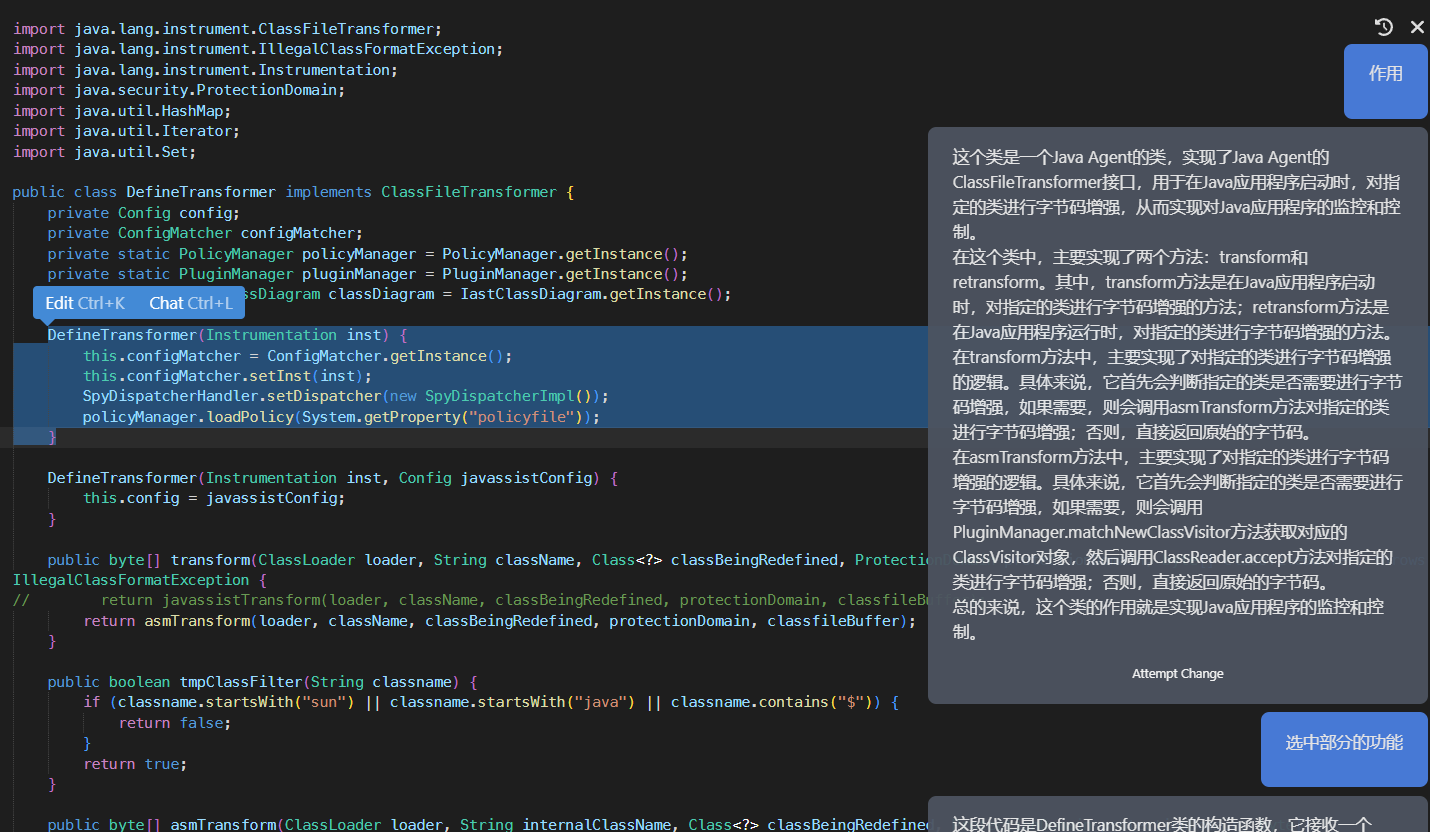 import java.lang.instrument.ClassFileTransformer;
import java.lang.instrument.IllegalClassFormatException;
import java.lang.instrument.Instrumentation;
import java.security.ProtectionDomain;
import java.util.HashMap;
import java.util.Iterator;
import java.util.Set;
public class DefineTransformer implements ClassFileTransformer {
    private Config config;
    private ConfigMatcher configMatcher;
    private static PolicyManager policyManager = PolicyManager.getInstance();
    private static PluginManager pluginManager = PluginManager.getInstance();
Edit Ctrl+K Chat Ctrl+L
ssDiagram classDiagram = IastClassDiagram.getInstance();
    DefineTransformer(Instrumentation inst) {
        this.configMatcher = ConfigMatcher.getInstance();
        this.configMatcher.setInst(inst);
        SpyDispatcherHandler.setDispatcher(new SpyDispatcherImpl());
        policyManager.loadPolicy(System.getProperty("policyfile"));
    }
    DefineTransformer(Instrumentation inst, Config javassistConfig) {
        this.config = javassistConfig;
    }
    public byte[] transform(ClassLoader loader, String className, Class<?> classBeingRedefined, Protection
IllegalClassFormatException {
//        return javassistTransform(loader, className, classBeingRedefined, protectionDomain, classfileBu
        return asmTransform(loader, className, classBeingRedefined, protectionDomain, classfileBuffer);
    }
    public boolean tmpClassFilter(String classname) {
        if (classname.startsWith("sun") || classname.startsWith("java") || classname.contains("$")) {
            return false;
        }
        return true;
    }
    public byte[] asmTransform(ClassLoader loader, String internalClassName, Class<?> classBeingRedefined,
作用
这个类是一个Java Agent的类，实现了Java Agent的
ClassFileTransformer接口，用于在Java应用程序启动时，对指
定的类进行字节码增强，从而实现对Java应用程序的监控和控
制。
在这个类中，主要实现了两个方法：transform和
retransform。其中，transform方法是在Java应用程序启动
时，对指定的类进行字节码增强的方法；retransform方法是
在Java应用程序运行时，对指定的类进行字节码增强的方法。
在transform方法中，主要实现了对指定的类进行字节码增强
的逻辑。具体来说，它首先会判断指定的类是否需要进行字节
码增强，如果需要，则会调用asmTransform方法对指定的类
进行字节码增强；否则，直接返回原始的字节码。
在asmTransform方法中，主要实现了对指定的类进行字节码
增强的逻辑。具体来说，它首先会判断指定的类是否需要进行
字节码增强，如果需要，则会调用
PluginManager.matchNewClassVisitor方法获取对应的
ClassVisitor对象，然后调用ClassReader.accept方法对指定的
类进行字节码增强；否则，直接返回原始的字节码。
总的来说，这个类的作用就是实现Java应用程序的监控和控
制。
Attempt Change
选中部分的功能
这段代码是DefineTransformer类的构造函数，它接收一个